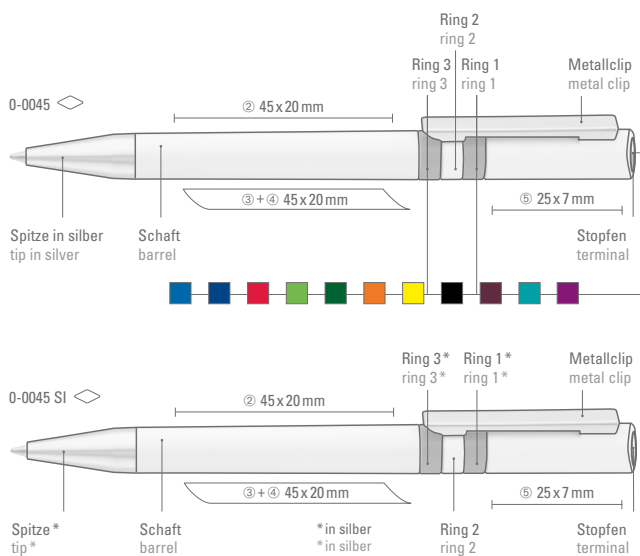 Ring 2
ring 2
Ring 3 Ring 1 Metallclip
ring 3 ring 1 metal clip
0-0045
② 45 x 20 mm
③ + ④ 45 x 20 mm
⑤ 25 x 7 mm
Spitze in silber Schaft Stopfen
tip in silver barrel terminal
Ring 3* Ring 1* Metallclip
ring 3* ring 1* metal clip
0-0045 SI
② 45 x 20 mm
③ + ④ 45 x 20 mm
⑤ 25 x 7 mm
Spitze* Schaft *in silber Ring 2 Stopfen
tip* barrel *in silber ring 2 terminal